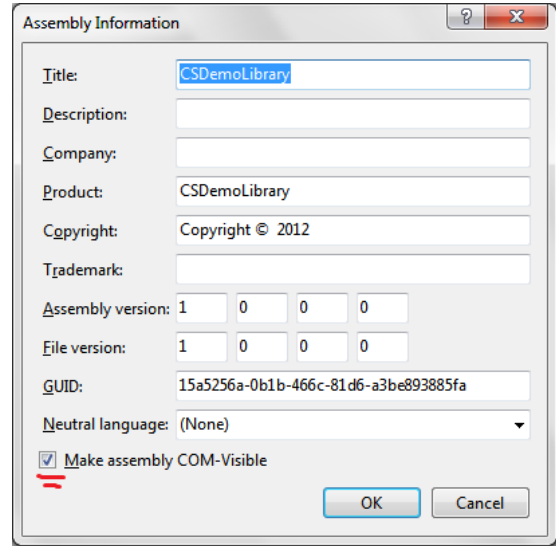 Assembly Information
Title: CSDemoLibrary
Description:
Company:
Product: CSDemoLibrary
Copyright: Copyright © 2012
Trademark:
Assembly version: 1 0 0 0
File version: 1 0 0 0
GUID: 15a5256a-0b1b-466c-81d6-a3be893885fa
Neutral language: (None)
Make assembly COM-Visible
OK Cancel